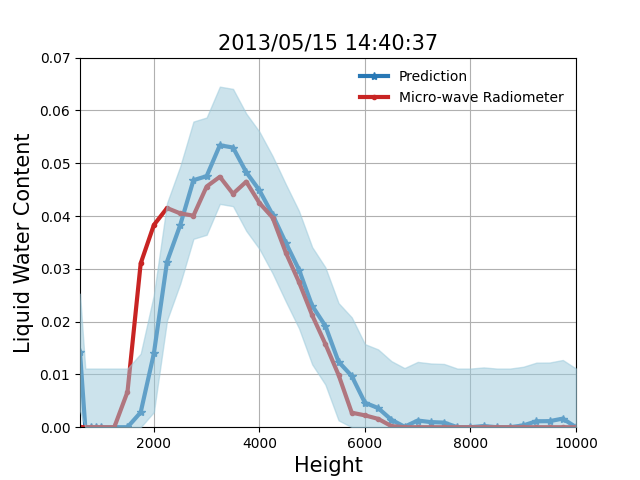 2013/05/15 14:40:37
Prediction
Micro-wave Radiometer
Liquid Water Content
0.07
0.06
0.05
0.04
0.03
0.02
0.01
0.00
2000 4000 6000 8000 10000
Height